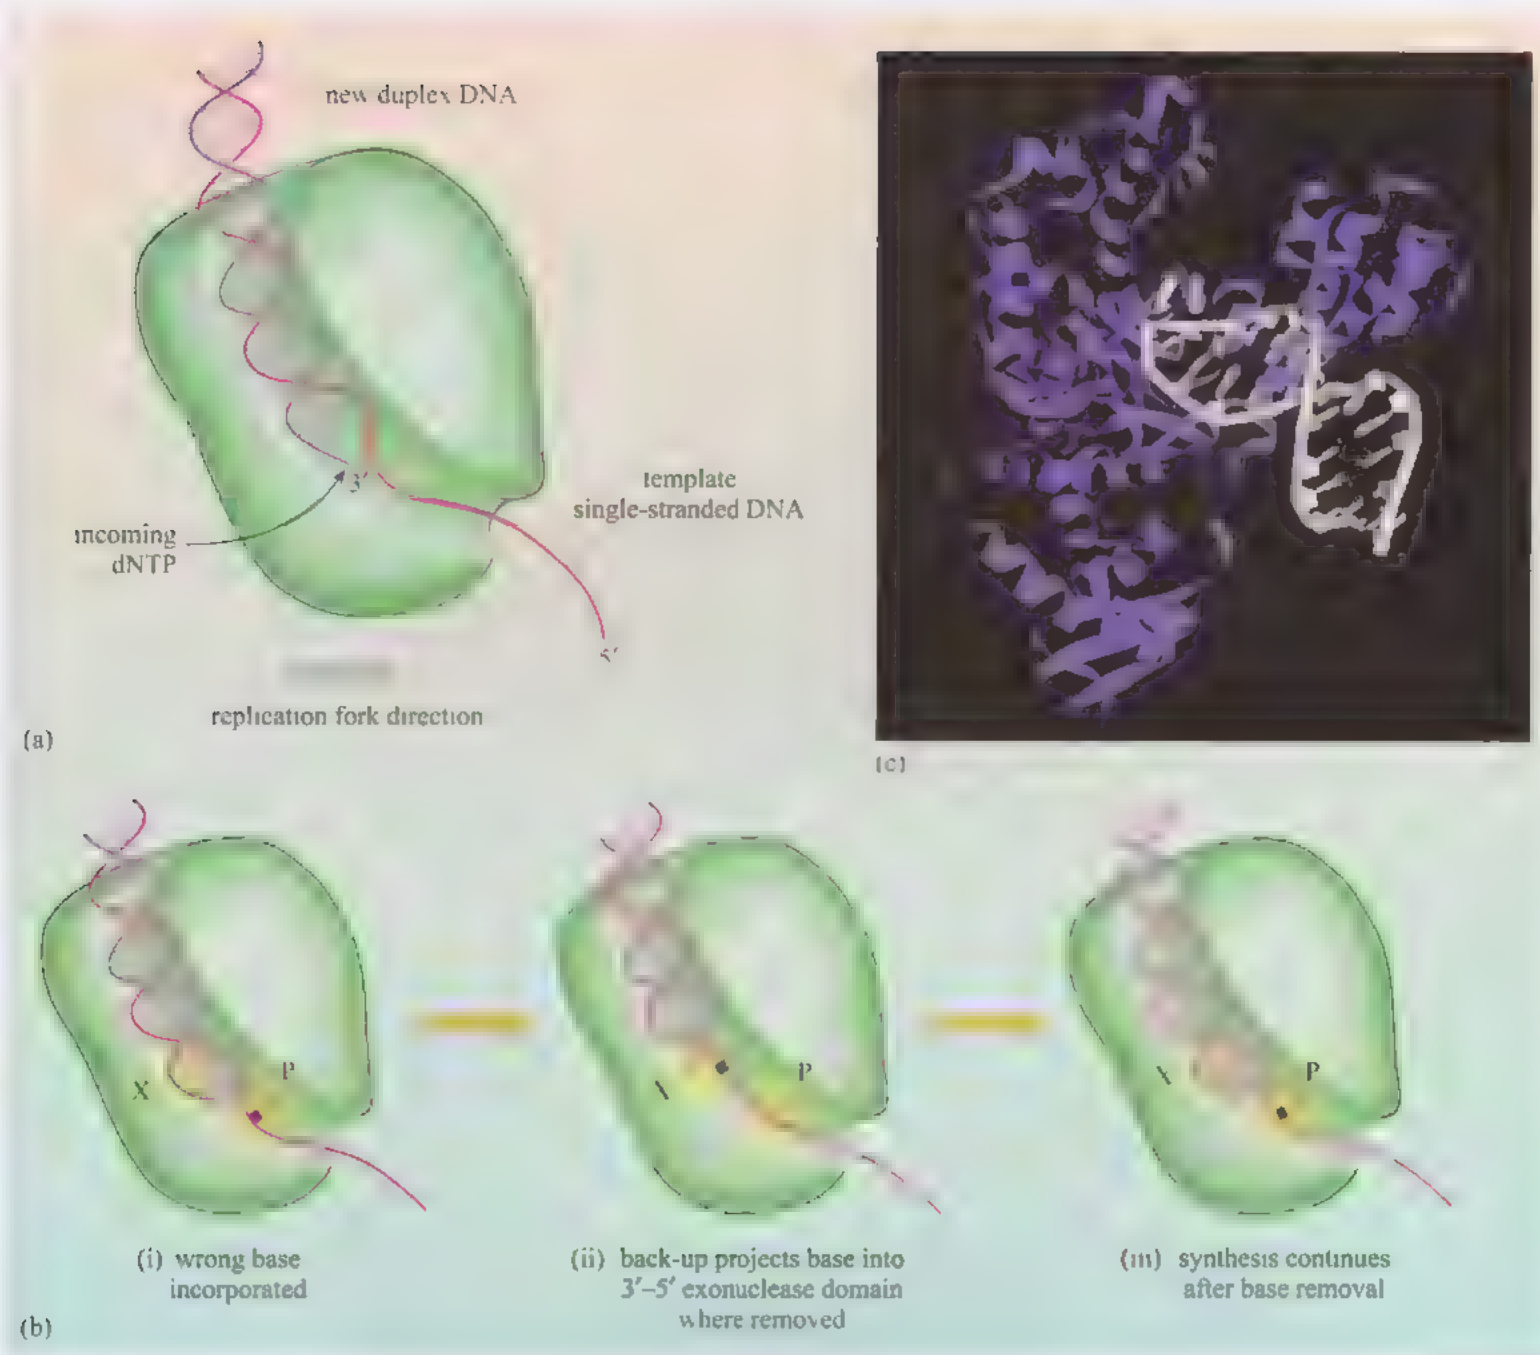 new duplex DNA
3′
template
single-stranded DNA
incoming
dNTP
5′
replication fork direction
(a)
(c)
X
P
P
P
(i) wrong base
incorporated
(ii) back-up projects base into
3′–5′ exonuclease domain
where removed
(iii) synthesis continues
after base removal
(b)